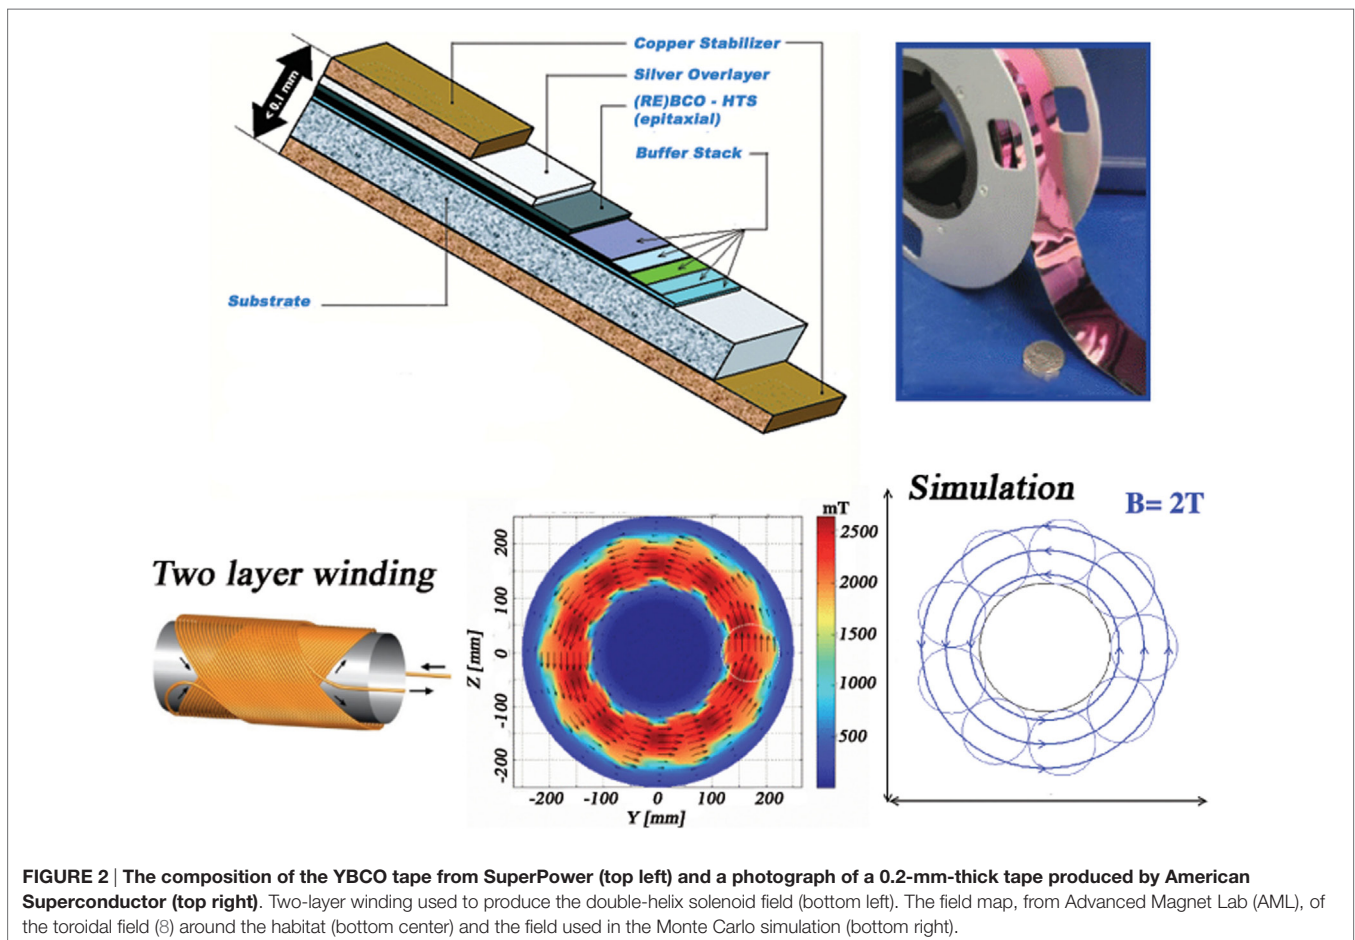 Copper Stabilizer
Silver Overlayer
(RE)BCO - HTS
(epitaxial)
Buffer Stack
< 0.1 mm
Substrate
Two layer winding
Z [mm]
200
100
0
-100
-200
-200
-100
0
100
200
Y [mm]
mT
2500
2000
1500
1000
500
Simulation
B= 2T
FIGURE 2 | The composition of the YBCO tape from SuperPower (top left) and a photograph of a 0.2-mm-thick tape produced by American
Superconductor (top right). Two-layer winding used to produce the double-helix solenoid field (bottom left). The field map, from Advanced Magnet Lab (AML), of
the toroidal field (8) around the habitat (bottom center) and the field used in the Monte Carlo simulation (bottom right).